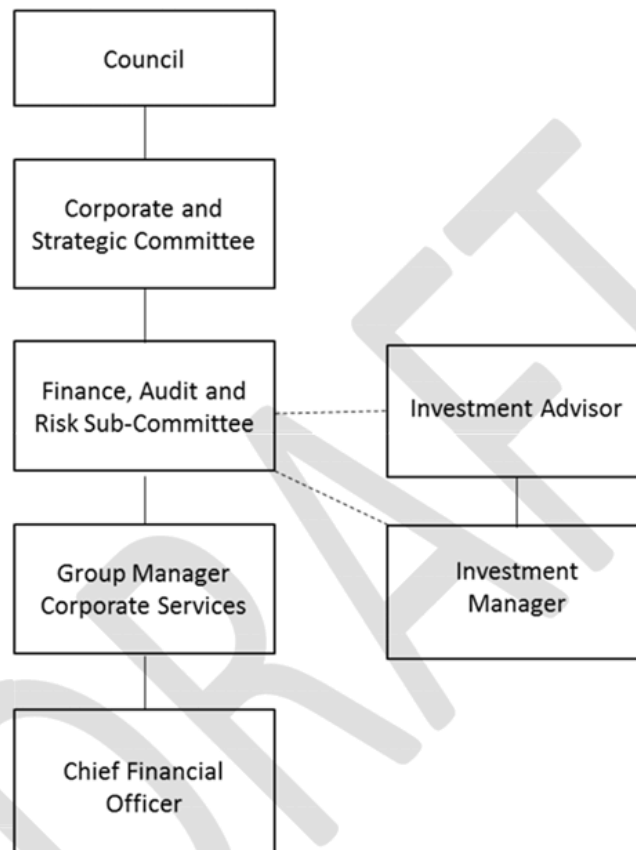 Council
Corporate and
Strategic Committee
Finance, Audit and
Risk Sub-Committee
Investment Advisor
Group Manager
Corporate Services
Investment
Manager
Chief Financial
Officer
DRAFT